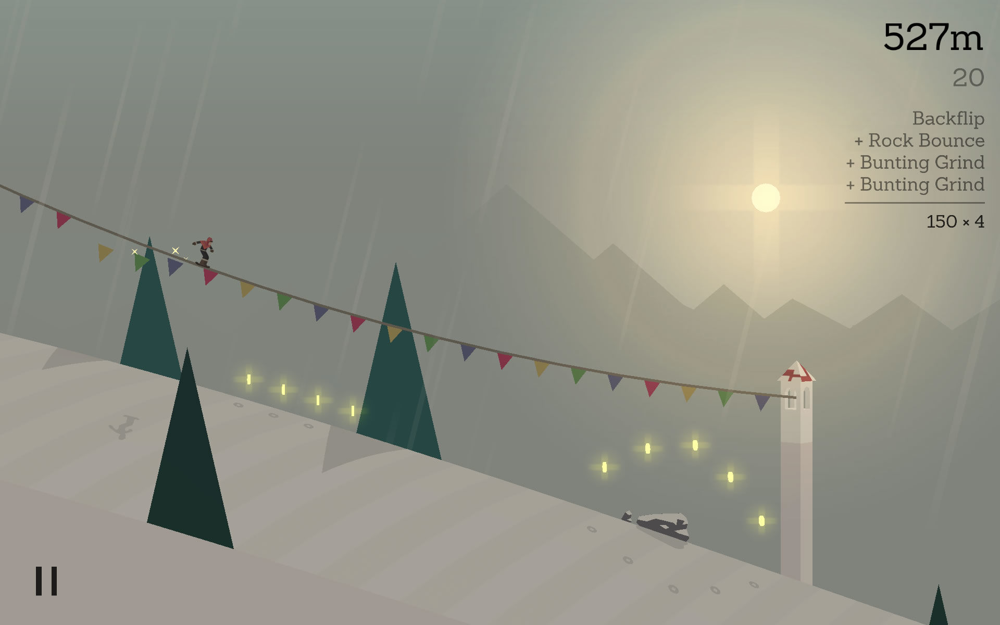 527m
20
Backflip
+ Rock Bounce
+ Bunting Grind
+ Bunting Grind
150 × 4